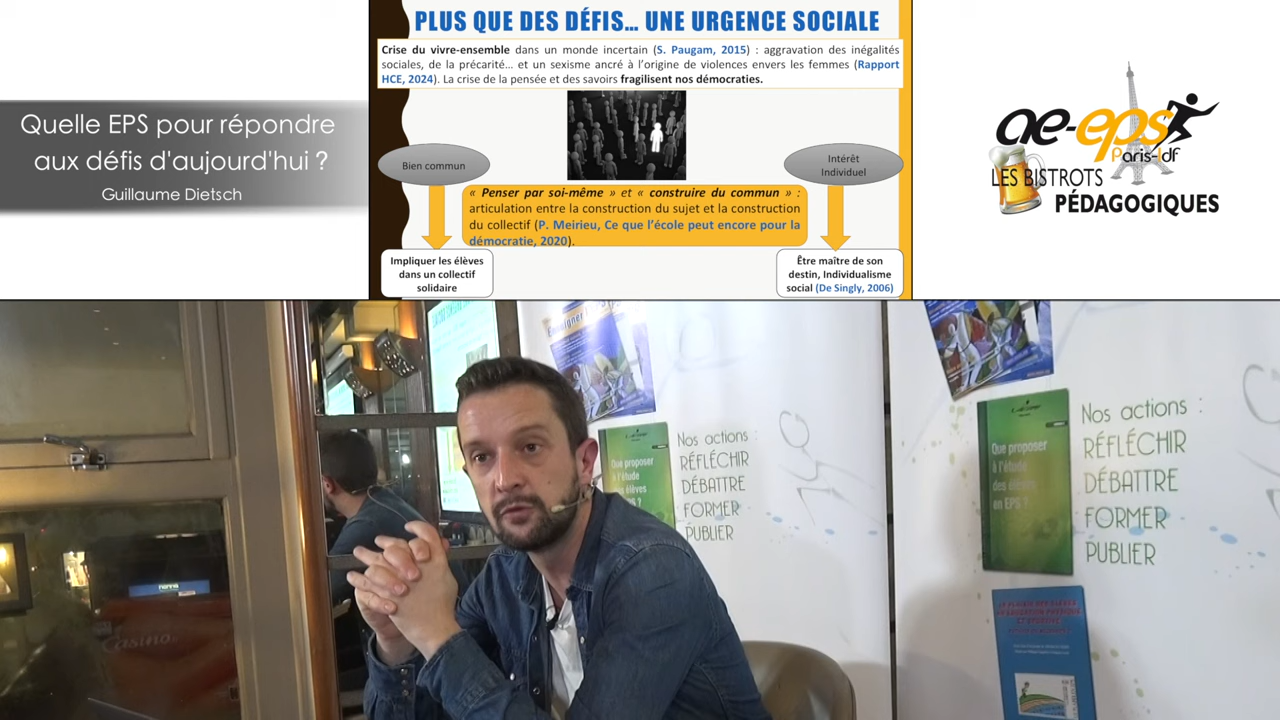 Quelle EPS pour répondre
aux défis d'aujourd'hui ?
Guillaume Dietsch
PLUS QUE DES DÉFIS... UNE URGENCE SOCIALE
Crise du vivre-ensemble dans un monde incertain (S. Paugam, 2015) : aggravation des inégalités
sociales, de la précarité... et un sexisme ancré à l'origine de violences envers les femmes (Rapport
HCE, 2024). La crise de la pensée et des savoirs fragilisent nos démocraties.
Bien commun
Intérêt
Individuel
« Penser par soi-même » et « construire du commun » :
articulation entre la construction du sujet et la construction
du collectif (P. Meirieu, Ce que l'école peut encore pour la
démocratie, 2020).
Impliquer les élèves
dans un collectif
solidaire
Être maître de son
destin, Individualisme
social (De Singly, 2006)
ae-eps
Paris-Idf
LES BISTROTS
PÉDAGOGIQUES
Nos actions :
RÉFLÉCHIR
DÉBATTRE
FORMER
PUBLIER
Que proposer
à l'étude
des élèves
en EPS ?
Nos actions :
RÉFLÉCHIR
DÉBATTRE
FORMER
PUBLIER
Que proposer
à l'étude
des élèves
EPS ?
Casino